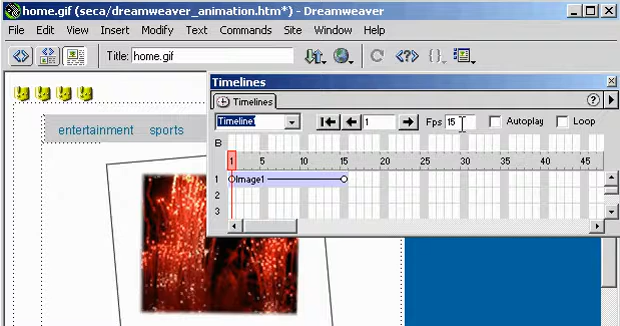 home.gif (seca/dreamweaver_animation.htm*) - Dreamweaver
File Edit View Insert Modify Text Commands Site Window Help
Title: home.gif
Timelines
Timelines
Timeline1 1 Fps 15 Autoplay Loop
entertainment sports
B
1 5 10 15 20 25 30 35 40 45
1 Image1
2
3